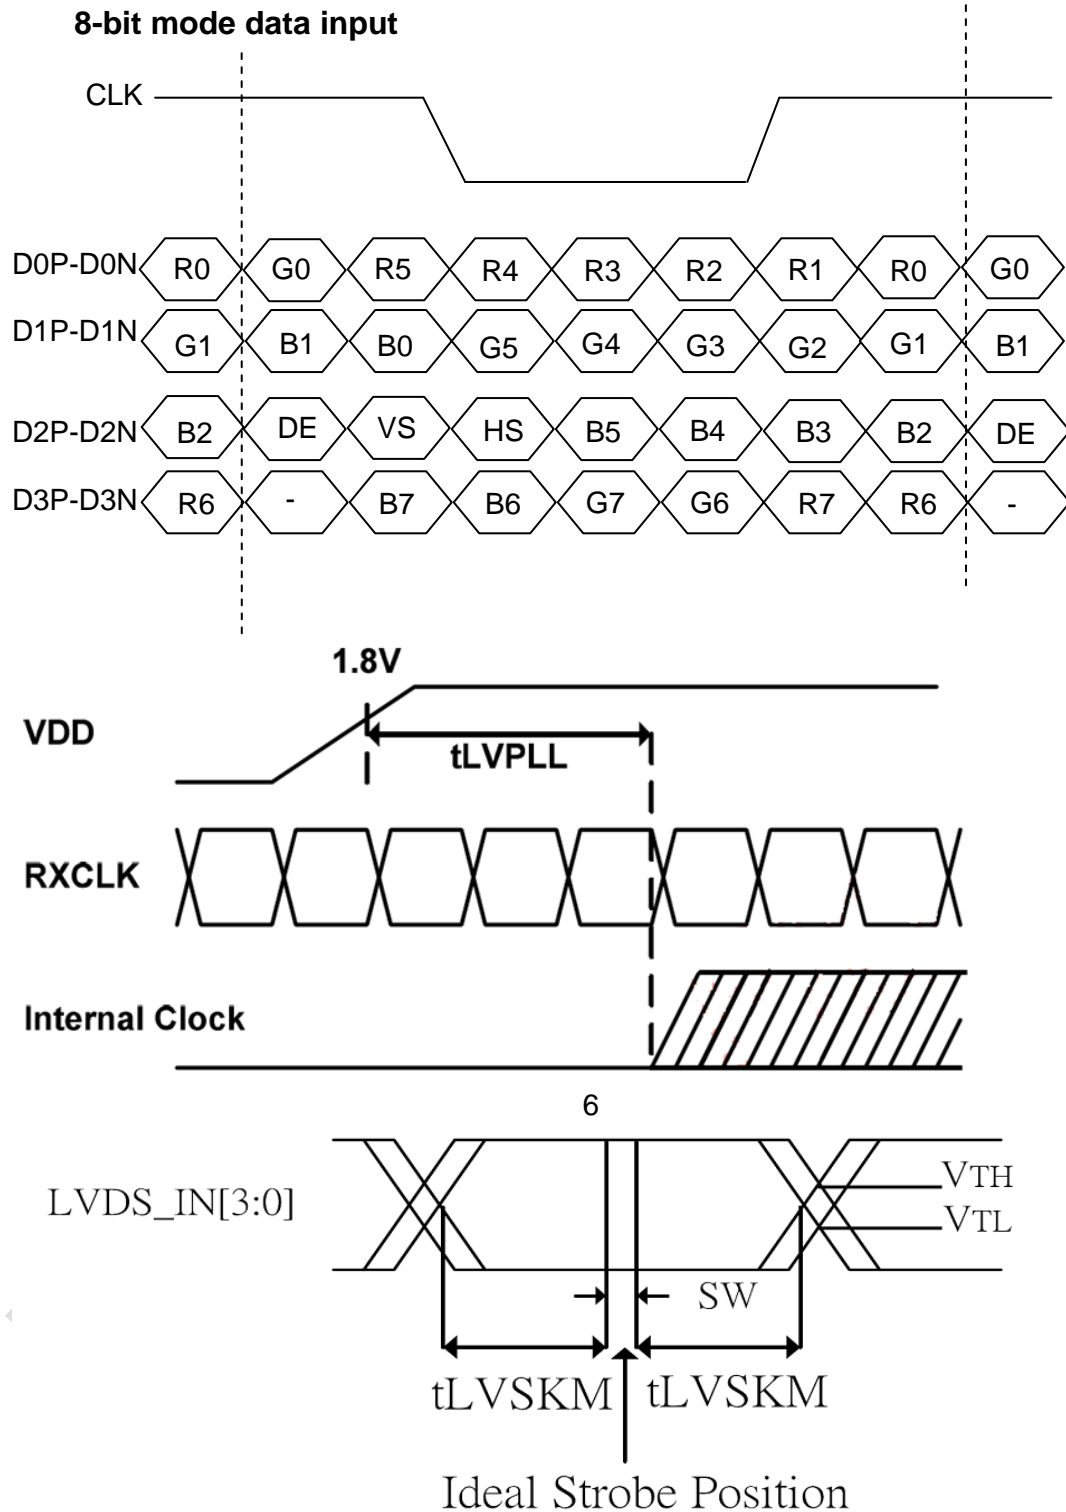 8-bit mode data input
CLK
D0P-D0N R0 G0 R5 R4 R3 R2 R1 R0 G0
D1P-D1N G1 B1 B0 G5 G4 G3 G2 G1 B1
D2P-D2N B2 DE VS HS B5 B4 B3 B2 DE
D3P-D3N R6 - B7 B6 G7 G6 R7 R6 -
1.8V
VDD
tLVPLL
RXCLK
Internal Clock
6
LVDS_IN[3:0]
VTH
VTL
SW
tLVSKM tLVSKM
Ideal Strobe Position